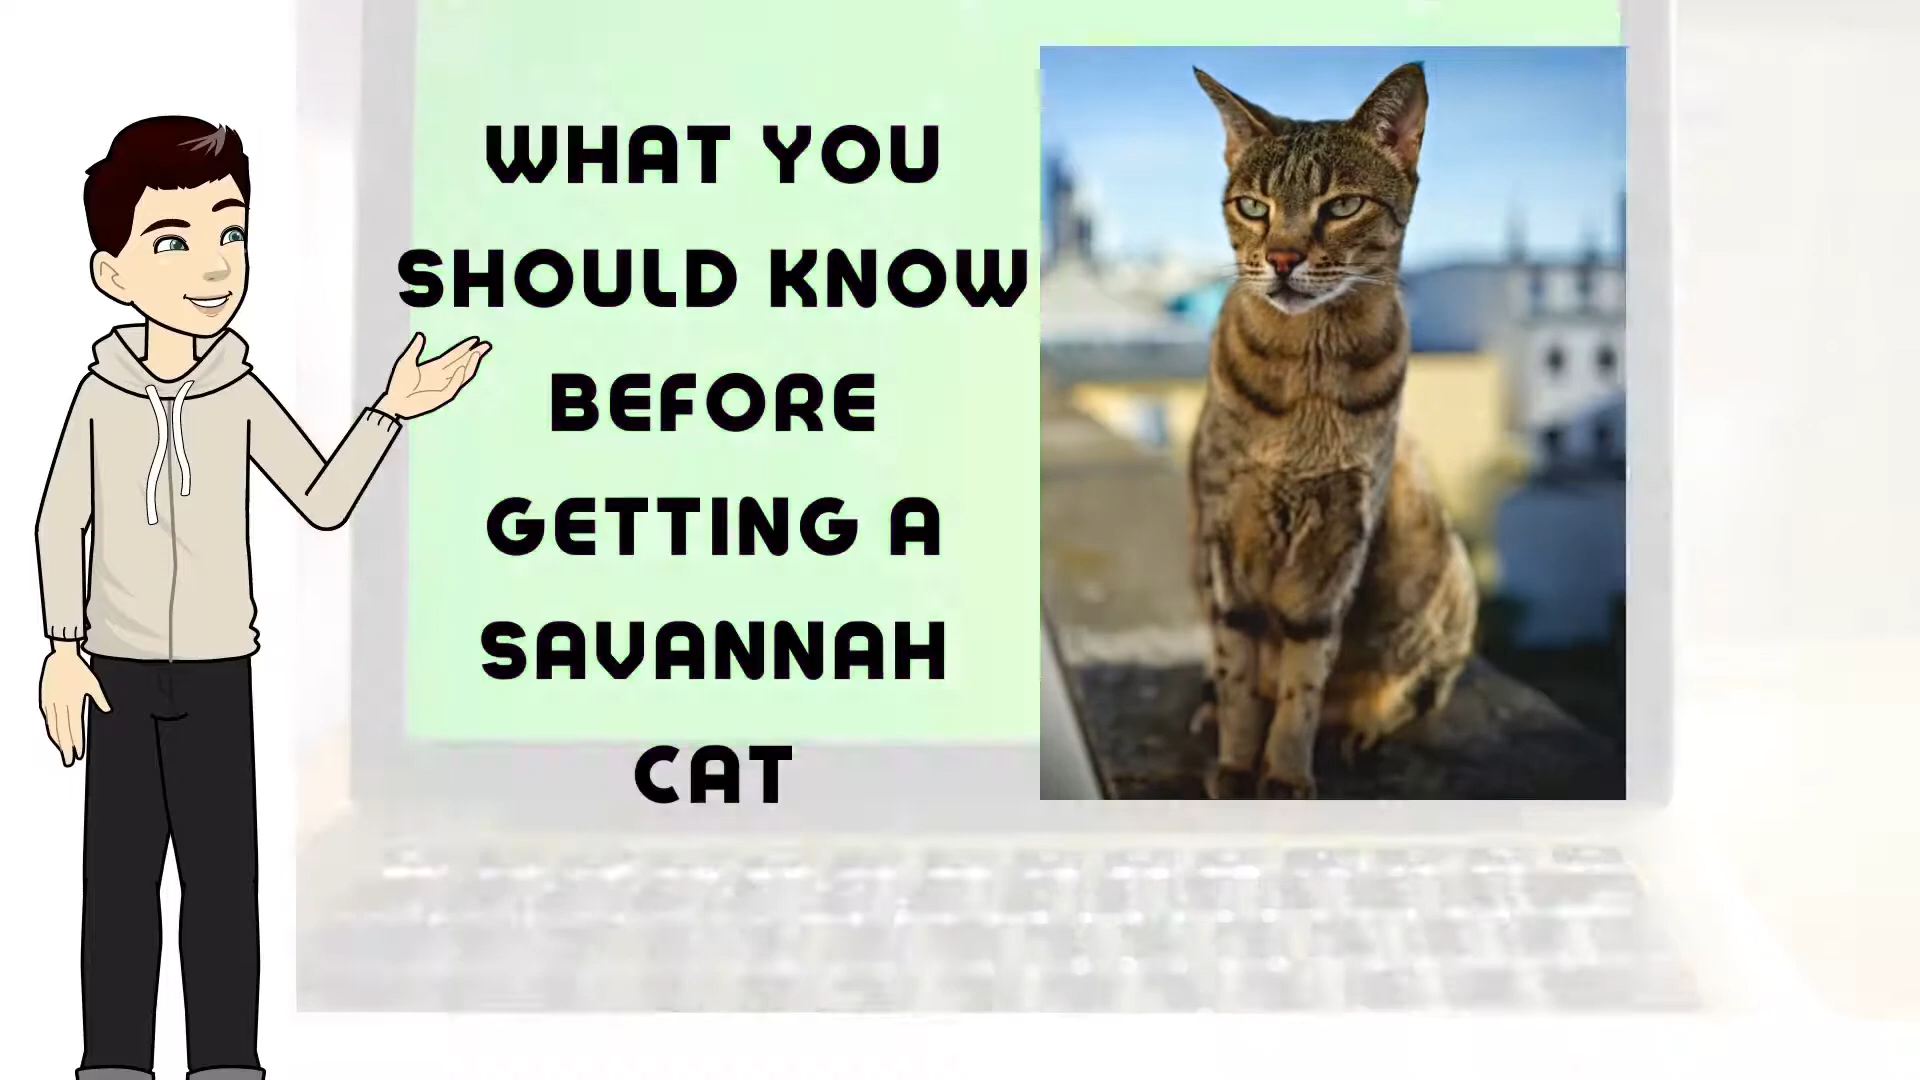 WHAT YOU
SHOULD KNOW
BEFORE
GETTING A
SAVANNAH
CAT